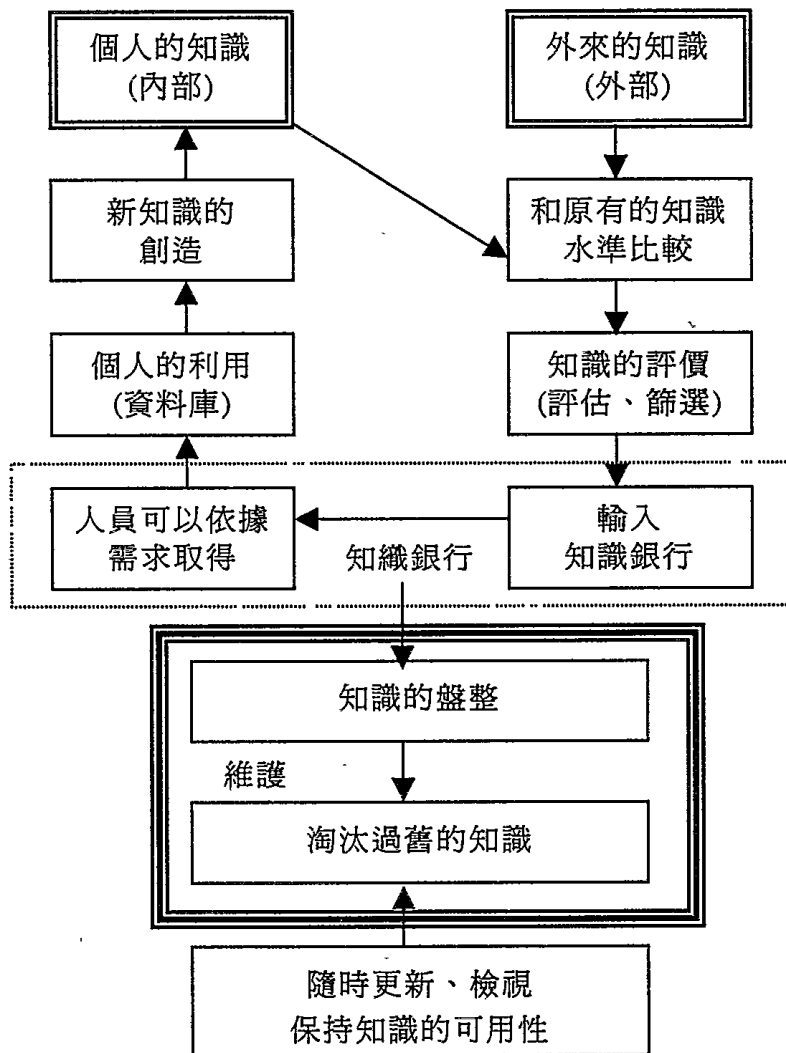 個人的知識
(內部)
外來的知識
(外部)
新知識的
創造
和原有的知識
水準比較
個人的利用
(資料庫)
知識的評價
(評估、篩選)
人員可以依據
需求取得
知織銀行
輸入
知識銀行
知識的盤整
維護
淘汰過舊的知識
隨時更新、檢視
保持知識的可用性